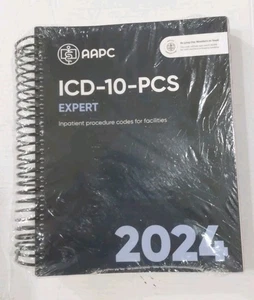 AAPC
ICD-10-PCS
EXPERT
Inpatient procedure codes for facilities
2024